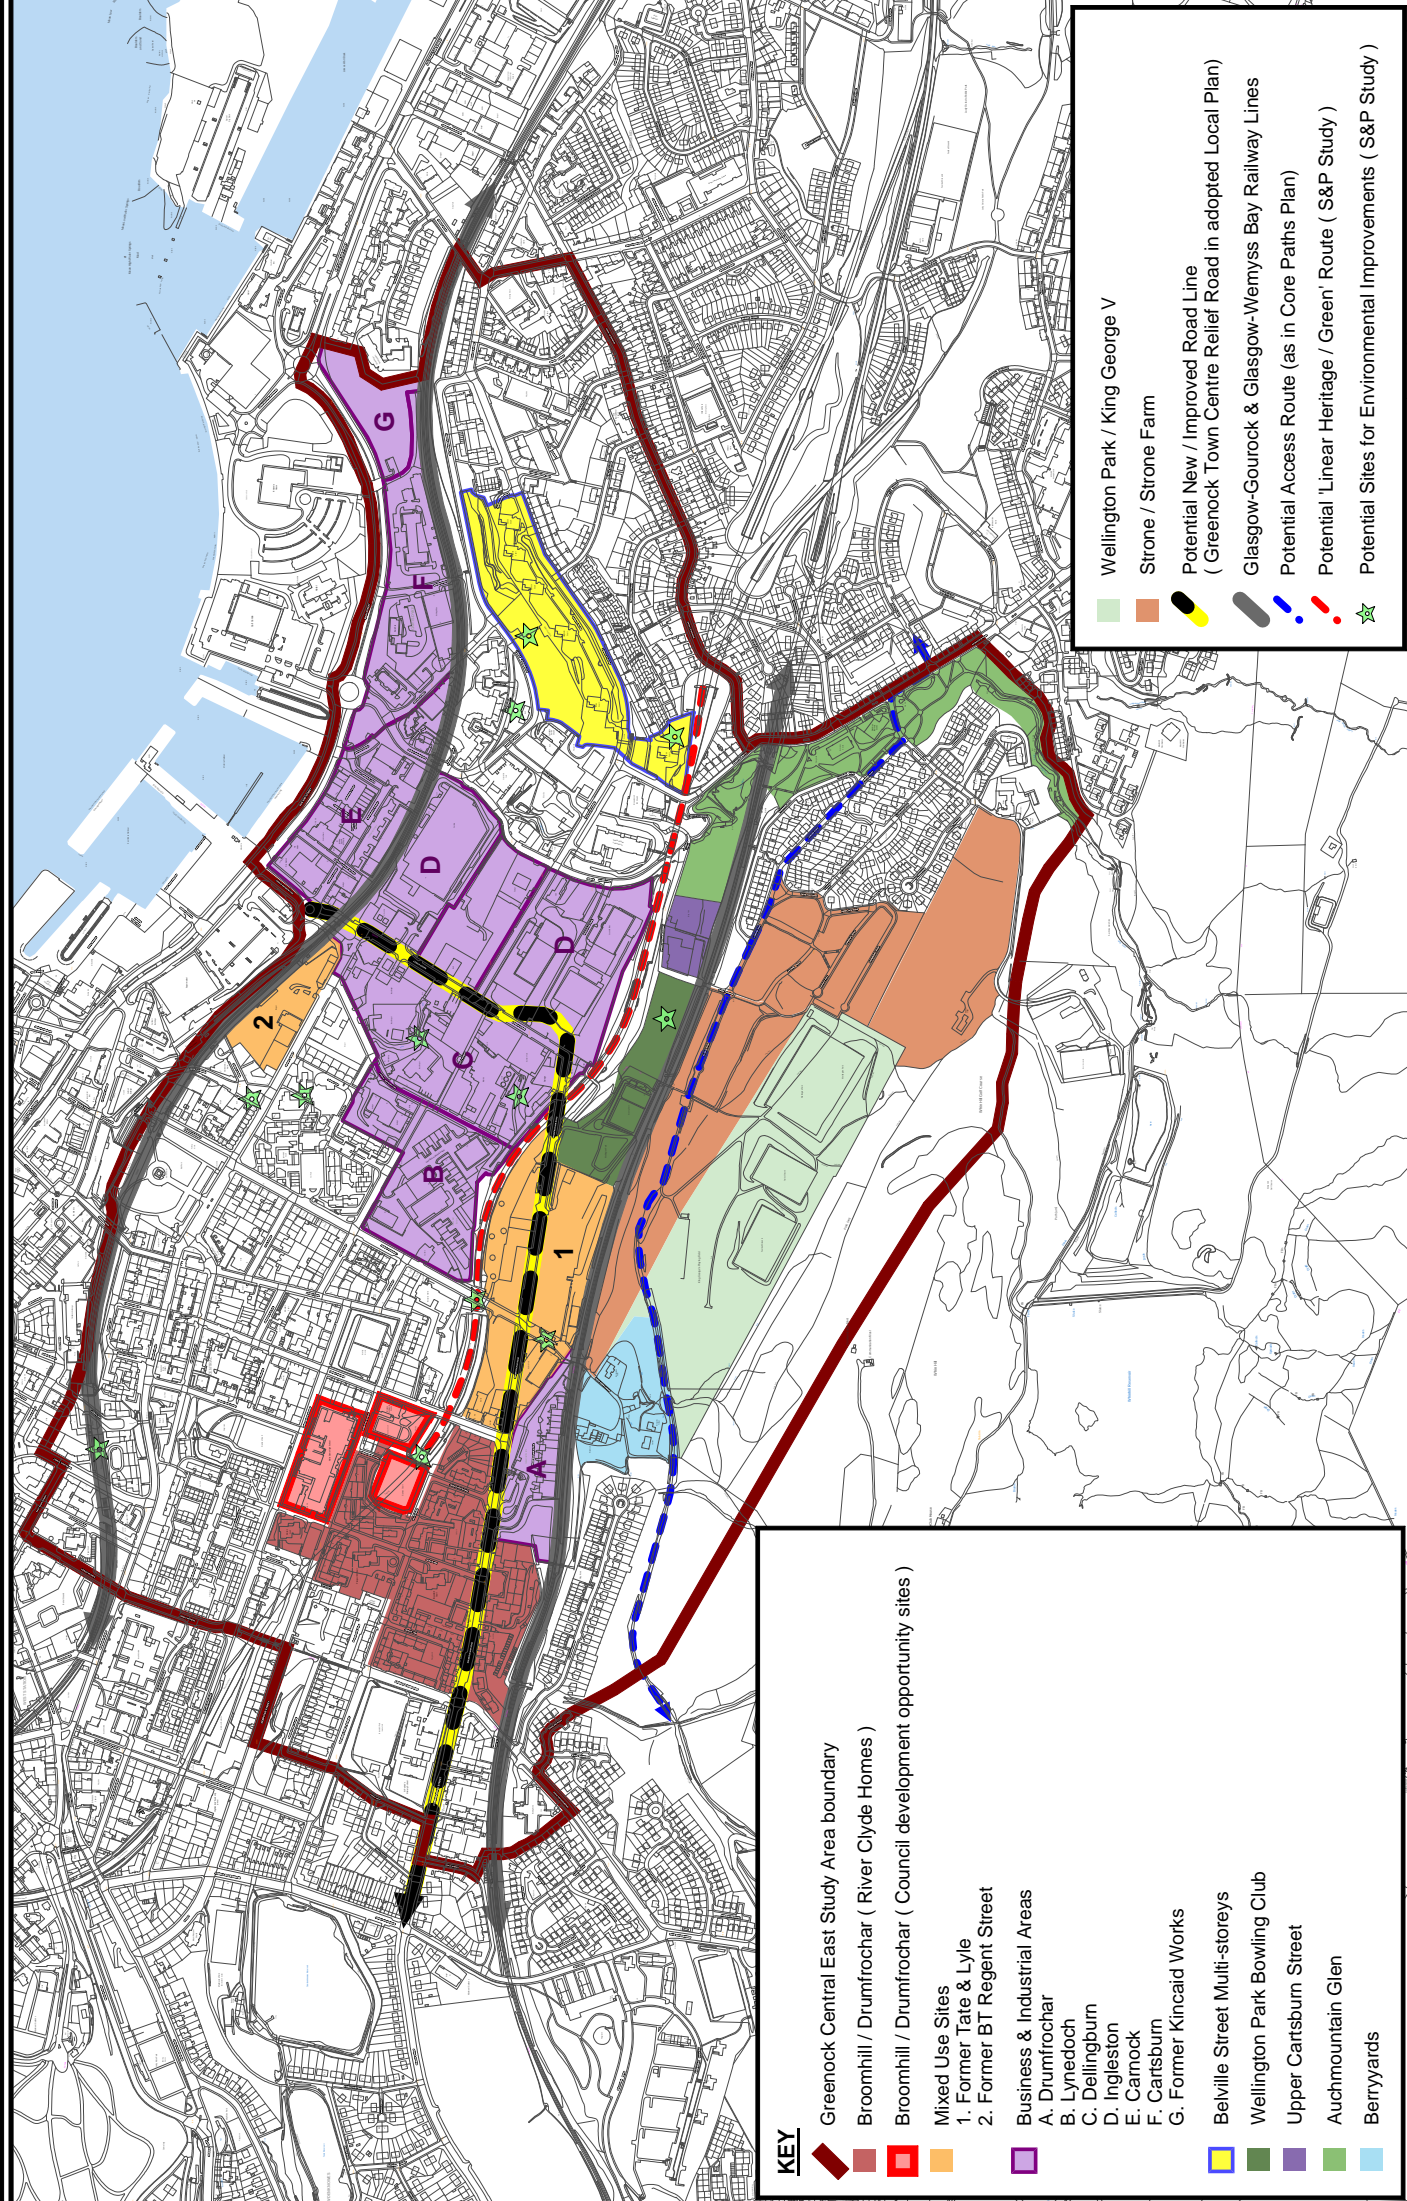 G
F
E
D
D
C
B
2
1
A
KEY
Greenock Central East Study Area boundary
Broomhill / Drumfrochar ( River Clyde Homes )
Broomhill / Drumfrochar ( Council development opportunity sites )
Mixed Use Sites
1. Former Tate & Lyle
2. Former BT Regent Street
Business & Industrial Areas
A. Drumfrochar
B. Lynedoch
C. Dellingburn
D. Ingleston
E. Carnock
F. Cartsburn
G. Former Kincaid Works
Belville Street Multi-storeys
Wellington Park Bowling Club
Upper Cartsburn Street
Auchmountain Glen
Berryyards
Wellington Park / King George V
Strone / Strone Farm
Potential New / Improved Road Line
( Greenock Town Centre Relief Road in adopted Local Plan)
Glasgow-Gourock & Glasgow-Wemyss Bay Railway Lines
Potential Access Route (as in Core Paths Plan)
Potential 'Linear Heritage / Green' Route ( S&P Study )
Potential Sites for Environmental Improvements ( S&P Study )